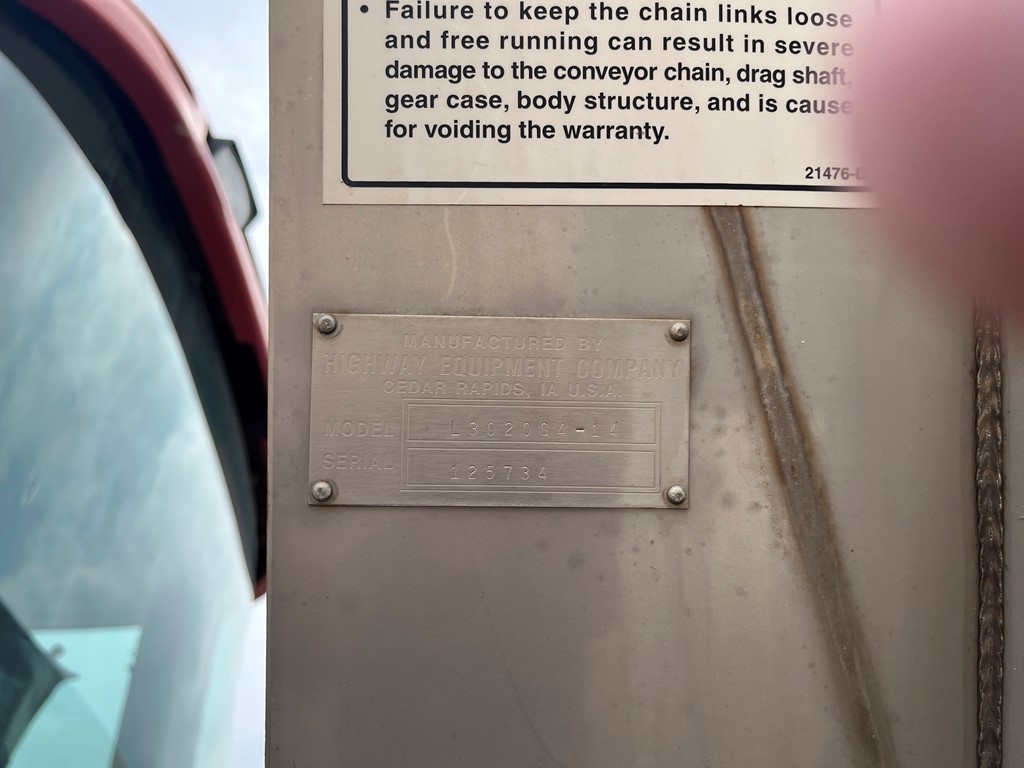 • Failure to keep the chain links loose
and free running can result in severe
damage to the conveyor chain, drag shaft,
gear case, body structure, and is cause
for voiding the warranty.
21476-D
MANUFACTURED BY
HIGHWAY EQUIPMENT COMPANY
CEDAR RAPIDS, IA U.S.A.
MODEL L3020G4-14
SERIAL 125734